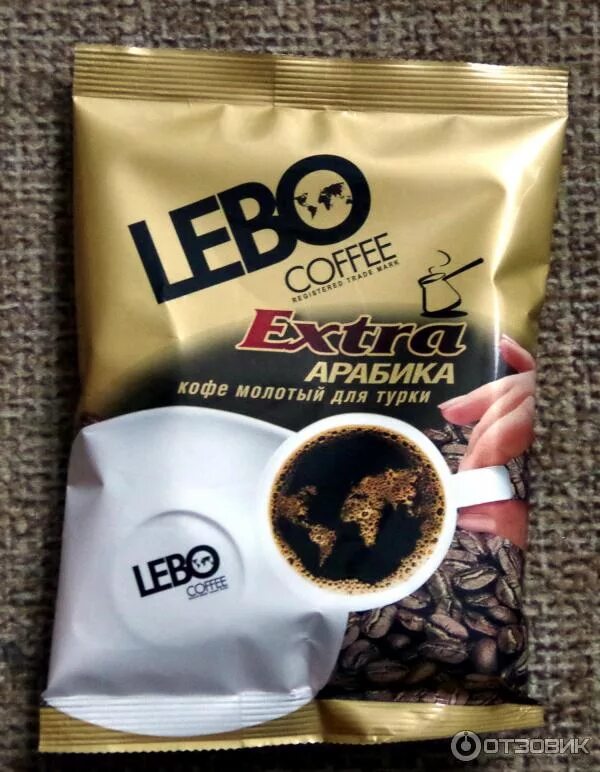 LEBO
COFFEE
REGISTERED TRADE MARK
Extra
АРАБИКА
кофе молотый для турки
LEBO
COFFEE
ОТЗОВИК